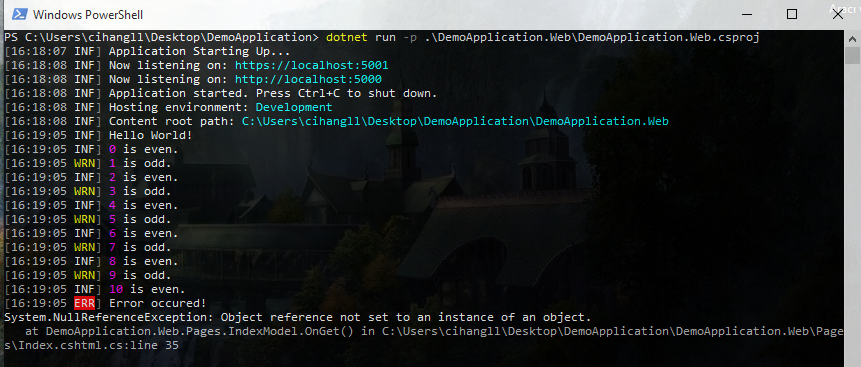 Windows PowerShell
PS C:\Users\cihangll\Desktop\DemoApplication> dotnet run -p .\DemoApplication.Web\DemoApplication.Web.csproj
[16:18:07 INF] Application Starting Up...
[16:18:08 INF] Now listening on: https://localhost:5001
[16:18:08 INF] Now listening on: http://localhost:5000
[16:18:08 INF] Application started. Press Ctrl+C to shut down.
[16:18:08 INF] Hosting environment: Development
[16:18:08 INF] Content root path: C:\Users\cihangll\Desktop\DemoApplication\DemoApplication.Web
[16:19:05 INF] Hello World!
[16:19:05 INF] 0 is even.
[16:19:05 WRN] 1 is odd.
[16:19:05 INF] 2 is even.
[16:19:05 WRN] 3 is odd.
[16:19:05 INF] 4 is even.
[16:19:05 WRN] 5 is odd.
[16:19:05 INF] 6 is even.
[16:19:05 WRN] 7 is odd.
[16:19:05 INF] 8 is even.
[16:19:05 WRN] 9 is odd.
[16:19:05 INF] 10 is even.
[16:19:05 ERR] Error occured!
System.NullReferenceException: Object reference not set to an instance of an object.
   at DemoApplication.Web.Pages.IndexModel.OnGet() in C:\Users\cihangll\Desktop\DemoApplication\DemoApplication.Web\Page
s\Index.cshtml.cs:line 35